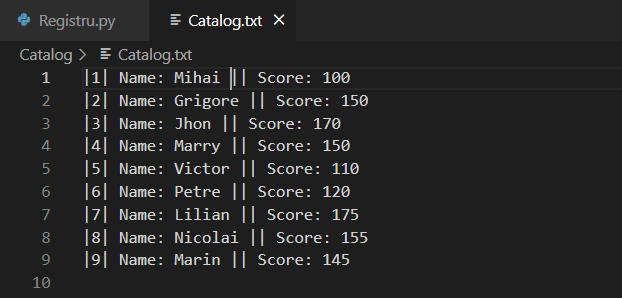 Registru.py Catalog.txt
Catalog > Catalog.txt
1 |1| Name: Mihai || Score: 100
2 |2| Name: Grigore || Score: 150
3 |3| Name: Jhon || Score: 170
4 |4| Name: Marry || Score: 150
5 |5| Name: Victor || Score: 110
6 |6| Name: Petre || Score: 120
7 |7| Name: Lilian || Score: 175
8 |8| Name: Nicolai || Score: 155
9 |9| Name: Marin || Score: 145
10